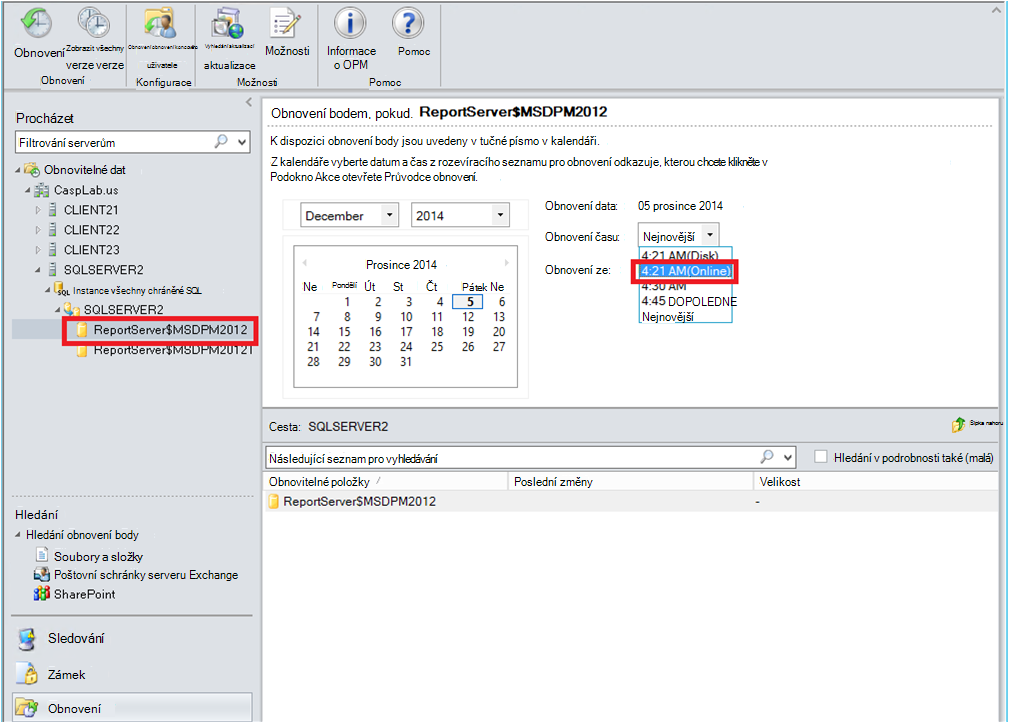 Obnovení
Zobrazit všechny
verze verze
Obnovení
Obnovení obnovení koncového
uživatele
Konfigurace
Vyhledání aktualizací
aktualizace
Možnosti
Možnosti
Informace
o OPM
Pomoc
Pomoc
Procházet
Filtrování serverům
Obnovitelné dat
CaspLab.us
CLIENT21
CLIENT22
CLIENT23
SQLSERVER2
Instance všechny chráněné SQL
SQLSERVER2
ReportServer$MSDPM2012
ReportServer$MSDPM2012T
Hledání
Hledání obnovení body
Soubory a složky
Poštovní schránky serveru Exchange
SharePoint
Sledování
Zámek
Obnovení
Obnovení bodem, pokud. ReportServer$MSDPM2012
K dispozici obnovení body jsou uvedeny v tučné písmo v kalendáři.
Z kalendáře vyberte datum a čas z rozevíracího seznamu pro obnovení odkazuje, kterou chcete klikněte v
Podokno Akce otevřete Průvodce obnovení.
December 2014
Prosince 2014
Ne Pondělí Út St Čt Pátek Ne
1 2 3 4 5 6
7 8 9 10 11 12 13
14 15 16 17 18 19 20
21 22 23 24 25 26 27
28 29 30 31
Obnovení data: 05 prosince 2014
Obnovení času: Nejnovější
Obnovení ze:
4:21 AM(Disk)
4:21 AM(Online)
4:30 AM
4:45 DOPOLEDNE
Nejnovější
Cesta: SQLSERVER2
Šipka nahoru
Následující seznam pro vyhledávání
Hledání v podrobnosti také (malá)
Obnovitelné položky / Poslední změny Velikost
ReportServer$MSDPM2012 -